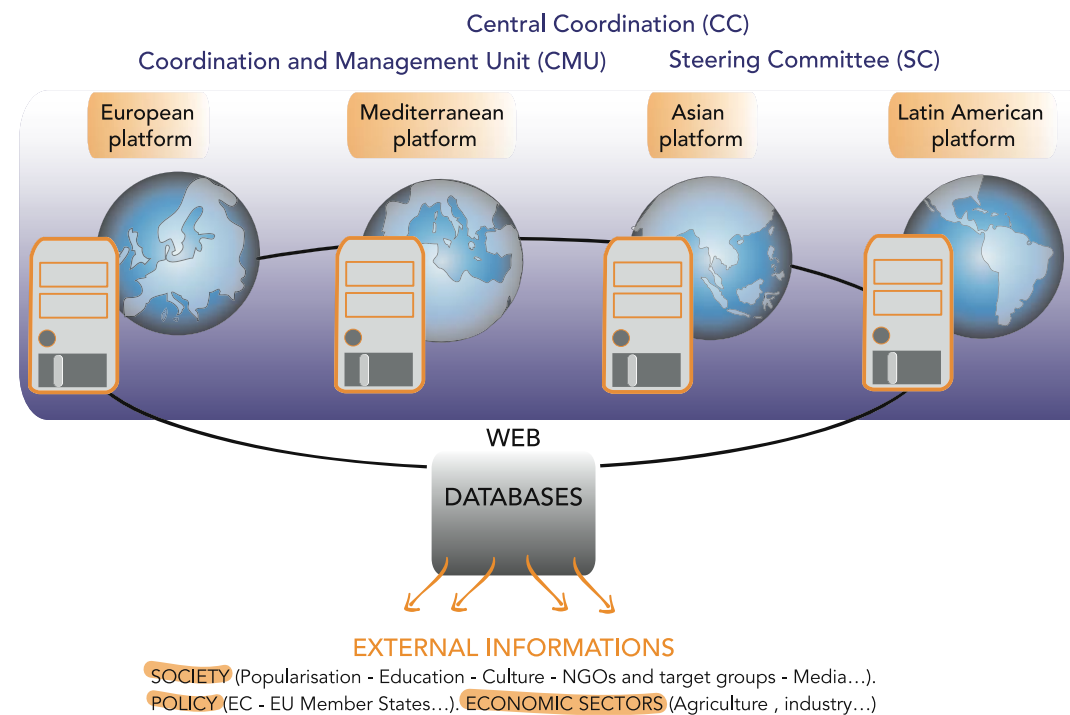 Central Coordination (CC)
Coordination and Management Unit (CMU)
Steering Committee (SC)
European
platform
Mediterranean
platform
Asian
platform
Latin American
platform
WEB
DATABASES
EXTERNAL INFORMATIONS
SOCIETY (Popularisation - Education - Culture - NGOs and target groups - Media...).
POLICY (EC - EU Member States...). ECONOMIC SECTORS (Agriculture , industry...)